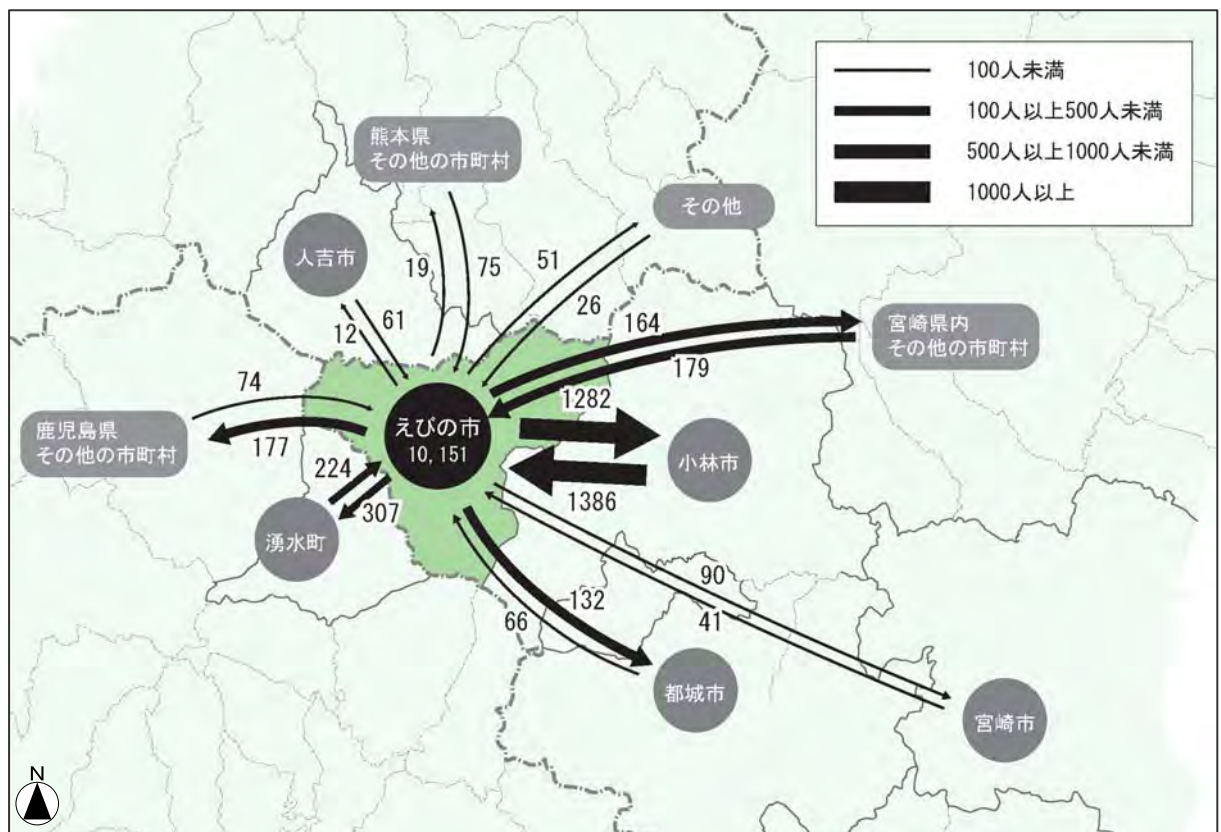 100人未満
100人以上500人未満
500人以上1000人未満
1000人以上
熊本県
その他の市町村
その他
人吉市
19
75
51
26
12
61
164
179
宮崎県内
その他の市町村
74
177
鹿児島県
その他の市町村
えびの市
10,151
1282
1386
小林市
224
307
湧水町
132
66
90
41
都城市
宮崎市
N